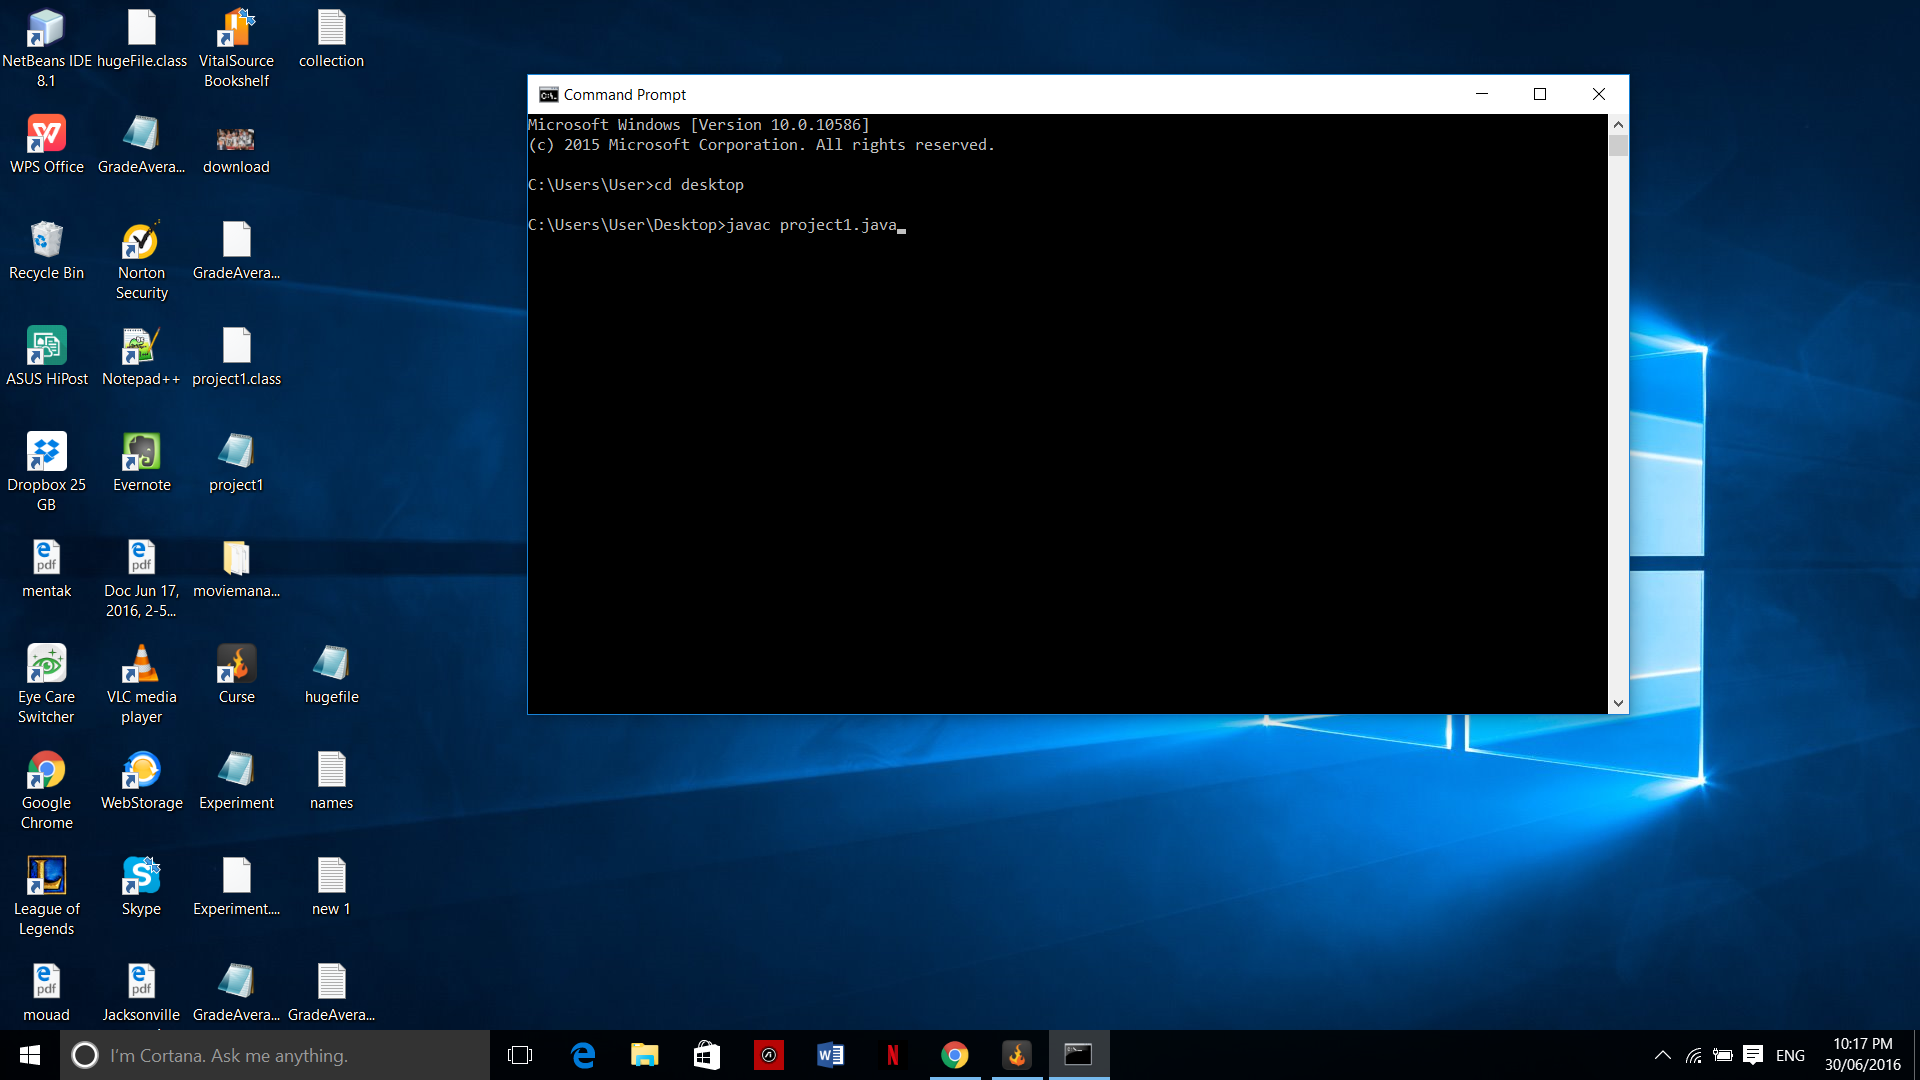 NetBeans IDE
8.1
hugeFile.class
VitalSource
Bookshelf
collection
WPS Office
GradeAvera...
download
Recycle Bin
Norton
Security
GradeAvera...
ASUS HiPost
Notepad++
project1.class
Dropbox 25
GB
Evernote
project1
mentak
Doc Jun 17,
2016, 2-5...
moviemana...
Eye Care
Switcher
VLC media
player
Curse
hugefile
Google
Chrome
WebStorage
Experiment
names
League of
Legends
Skype
Experiment....
new 1
mouad
Jacksonville
GradeAvera...
GradeAvera...
Command Prompt
Microsoft Windows [Version 10.0.10586]
(c) 2015 Microsoft Corporation. All rights reserved.
C:\Users\User>cd desktop
C:\Users\User\Desktop>javac project1.java
I'm Cortana. Ask me anything.
ENG
10:17 PM
30/06/2016